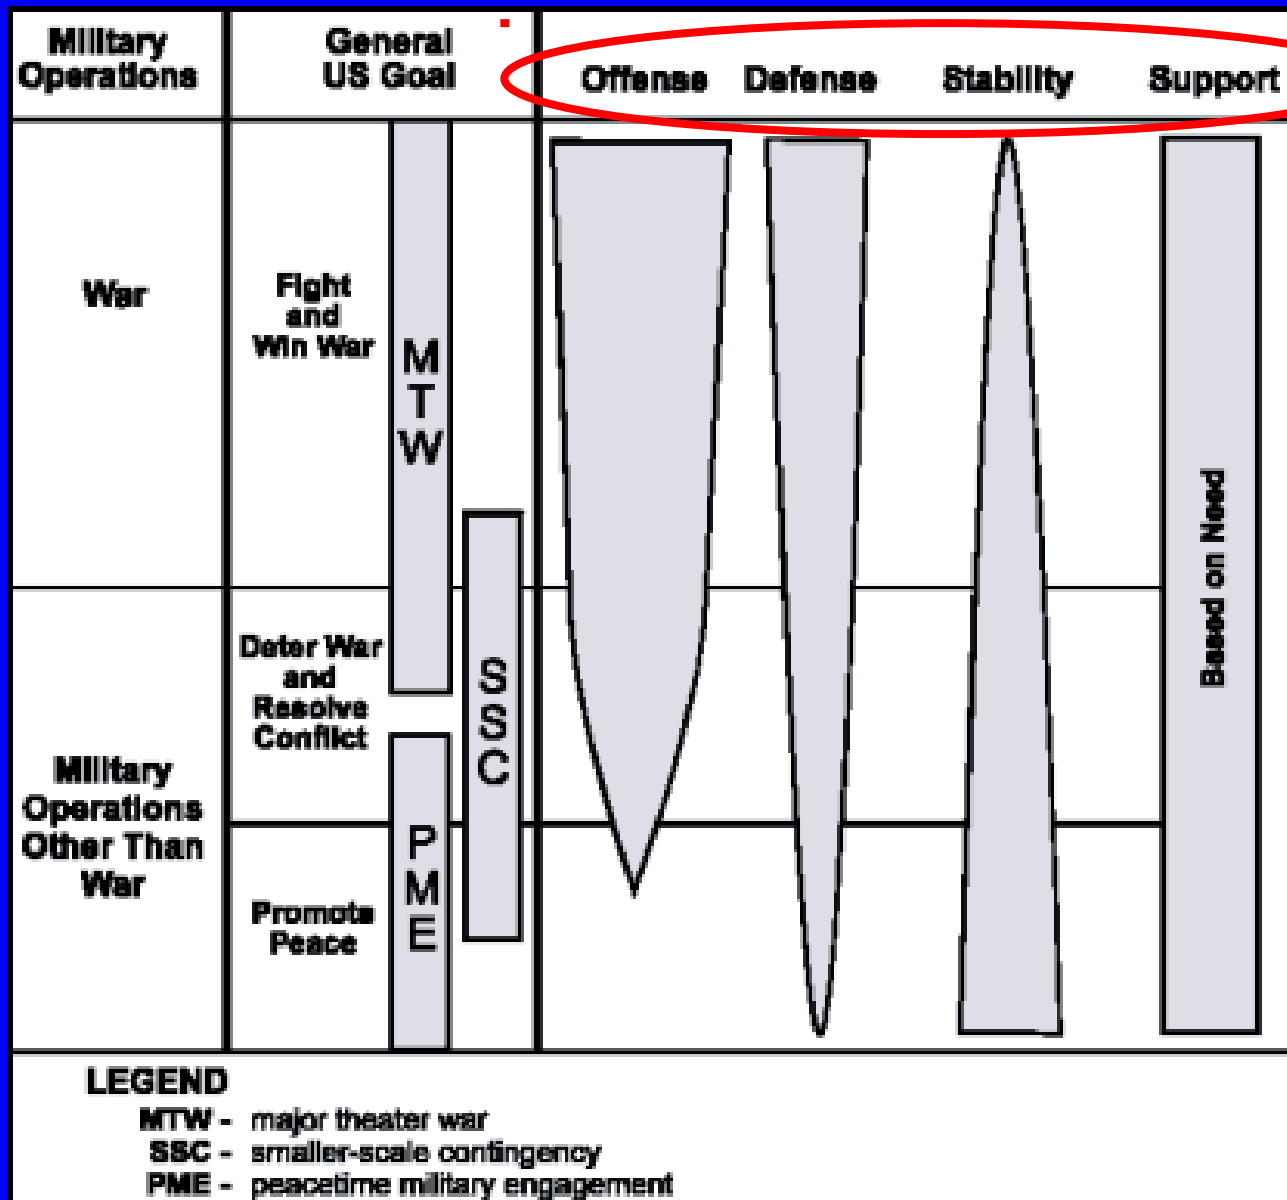 Military
Operations
General
US Goal
Offense
Defense
Stability
Support
War
Fight
and
Win War
M
T
W
Deter War
and
Resolve
Conflict
S
S
C
Military
Operations
Other Than
War
P
M
E
Promote
Peace
Based on Need
LEGEND
MTW - major theater war
SSC - smaller-scale contingency
PME - peacetime military engagement